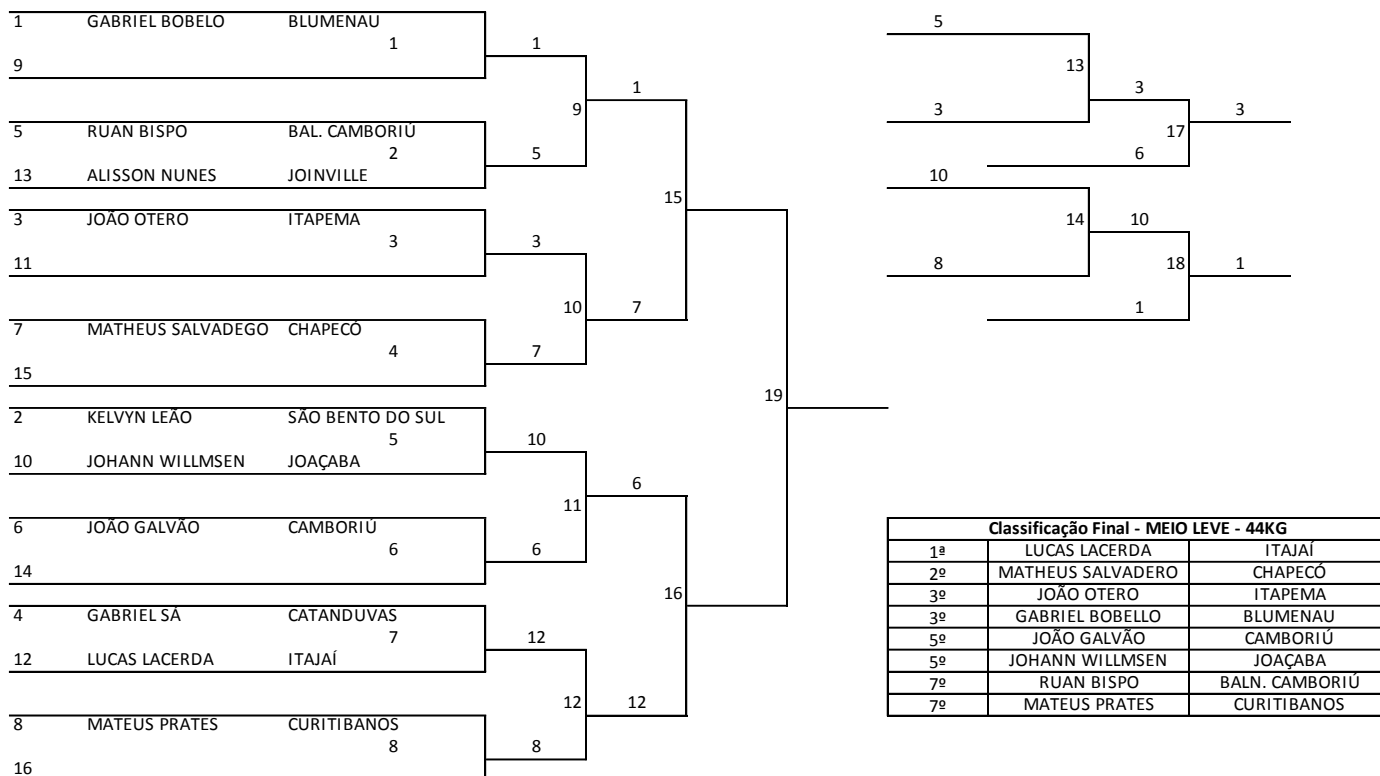 1 GABRIEL BOBELO BLUMENAU
1
9
1
5 RUAN BISPO BAL. CAMBORIÚ
2
13 ALISSON NUNES JOINVILLE
5
9
1
3 JOÃO OTERO ITAPEMA
3
11
3
7 MATHEUS SALVADEGO CHAPECÓ
4
15
7
10
7
15
2 KELVYN LEÃO SÃO BENTO DO SUL
5
10 JOHANN WILLMSEN JOAÇABA
10
6 JOÃO GALVÃO CAMBORIÚ
6
14
6
11
6
4 GABRIEL SÁ CATANDUVAS
7
12 LUCAS LACERDA ITAJAÍ
12
8 MATEUS PRATES CURITIBANOS
8
16
8
12
12
16
19
5
13
3
3
17
3
6
10
14
10
8
18
1
1
Classificação Final - MEIO LEVE - 44KG
1ª LUCAS LACERDA ITAJAÍ
2º MATHEUS SALVADERO CHAPECÓ
3º JOÃO OTERO ITAPEMA
3º GABRIEL BOBELLO BLUMENAU
5º JOÃO GALVÃO CAMBORIÚ
5º JOHANN WILLMSEN JOAÇABA
7º RUAN BISPO BALN. CAMBORIÚ
7º MATEUS PRATES CURITIBANOS